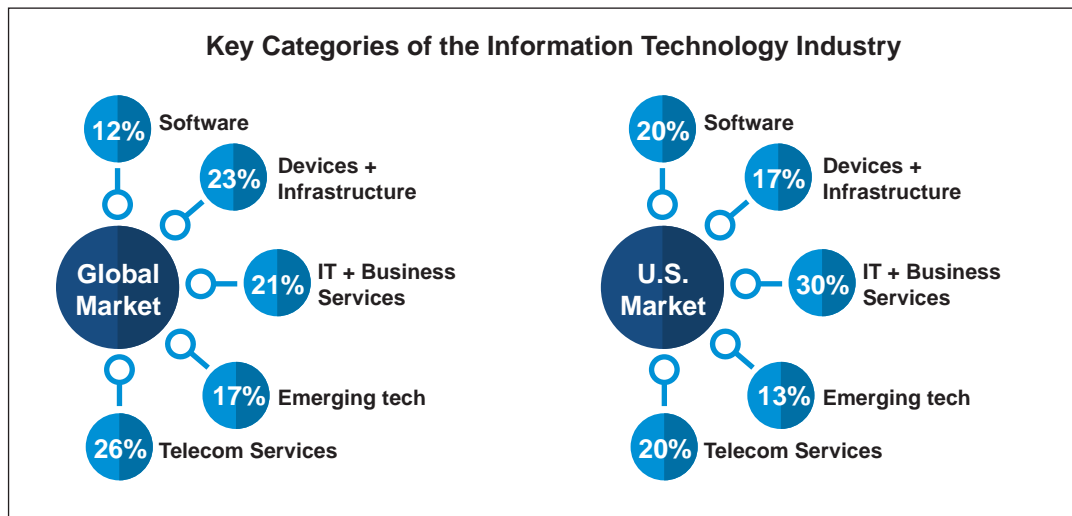 Key Categories of the Information Technology Industry
12%
Software
23%
Devices +
Infrastructure
Global
Market
21%
IT + Business
Services
17%
Emerging tech
26%
Telecom Services
20%
Software
17%
Devices +
Infrastructure
U.S.
Market
30%
IT + Business
Services
13%
Emerging tech
20%
Telecom Services